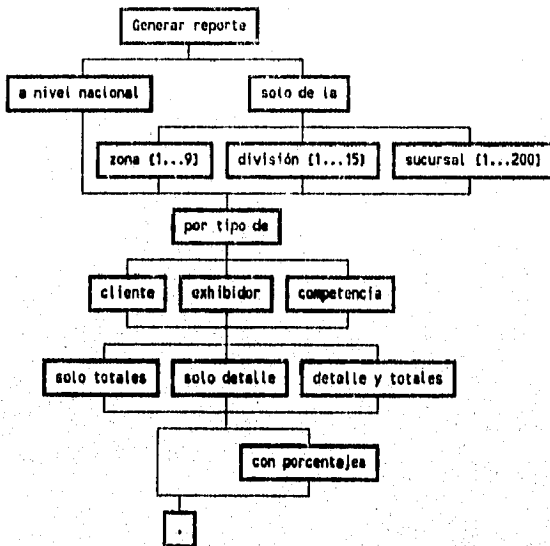 Generar reporte
a nivel nacional
solo de la
zona [1...9]
división [1...15]
sucursal [1...200]
por tipo de
cliente
exhibidor
competencia
solo totales
solo detalle
detalle y totales
con porcentajes
.